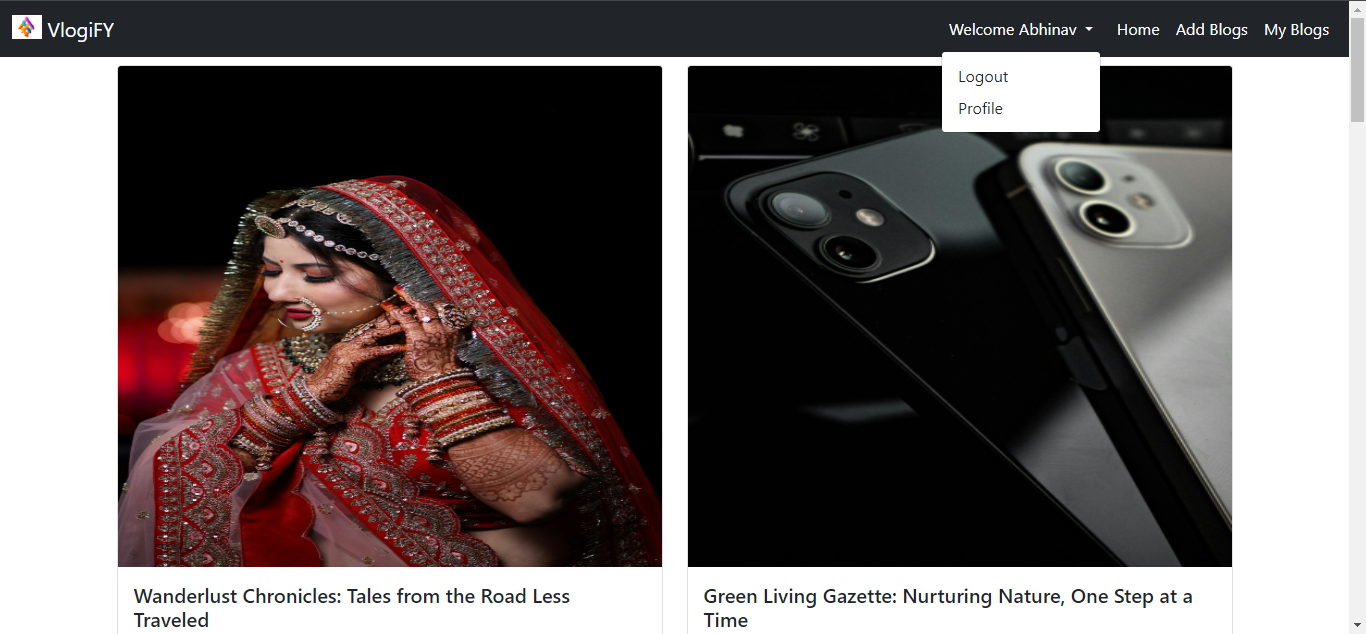 VlogiFY
Welcome Abhinav
Home
Add Blogs
My Blogs
Logout
Profile
Wanderlust Chronicles: Tales from the Road Less
Traveled
Green Living Gazette: Nurturing Nature, One Step at a
Time